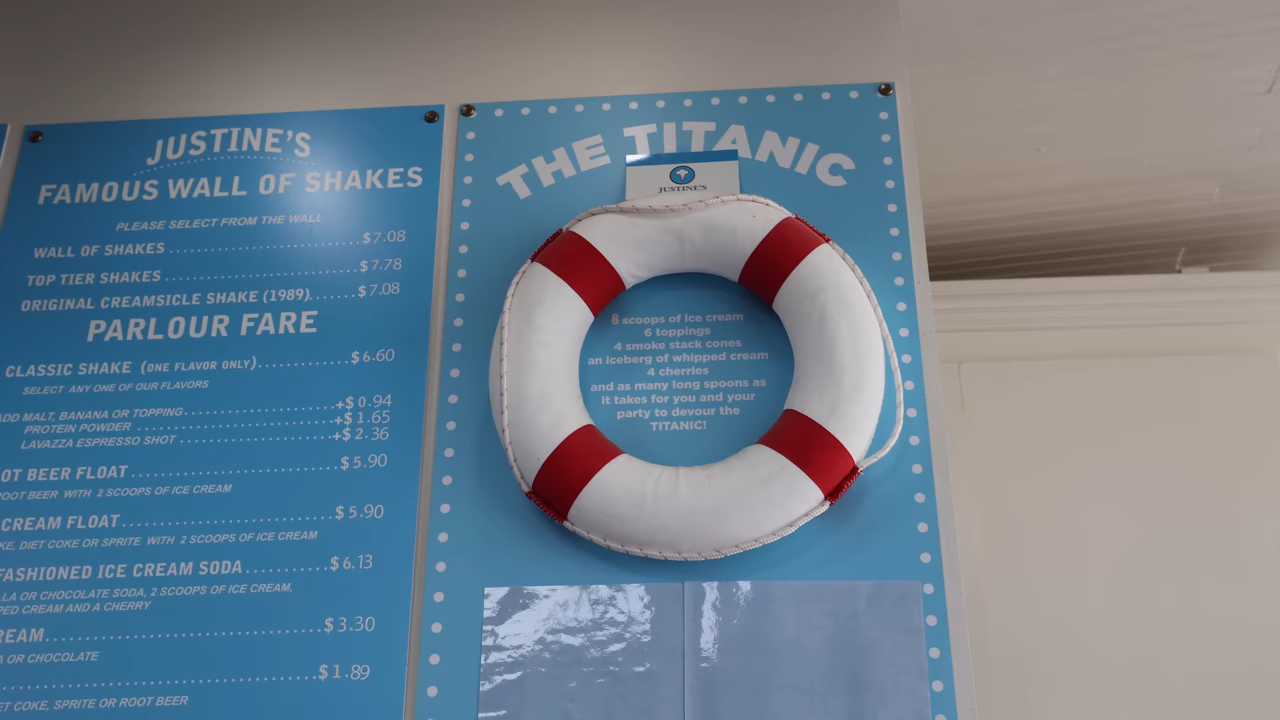 JUSTINE'S
FAMOUS WALL OF SHAKES
PLEASE SELECT FROM THE WALL
WALL OF SHAKES...............................$7.08
TOP TIER SHAKES...............................$7.78
ORIGINAL CREAMSICLE SHAKE (1989).......$7.08
PARLOUR FARE
CLASSIC SHAKE (ONE FLAVOR ONLY)...............$6.60
SELECT ANY ONE OF OUR FLAVORS
ADD MALT, BANANA OR TOPPING.........................+$0.94
PROTEIN POWDER .................................+$1.65
LAVAZZA ESPRESSO SHOT ..........................+$2.36
OT BEER FLOAT...............................$5.90
ROOT BEER WITH 2 SCOOPS OF ICE CREAM
CREAM FLOAT................................$5.90
KE, DIET COKE OR SPRITE WITH 2 SCOOPS OF ICE CREAM
FASHIONED ICE CREAM SODA............$6.13
LLA OR CHOCOLATE SODA, 2 SCOOPS OF ICE CREAM,
PED CREAM AND A CHERRY
REAM........................................$3.30
A OR CHOCOLATE
................................................$1.89
ET COKE, SPRITE OR ROOT BEER
THE TITANIC
JUSTINE'S
8 scoops of ice cream
6 toppings
4 smoke stack cones
an iceberg of whipped cream
4 cherries
and as many long spoons as
it takes for you and your
party to devour the
TITANIC!